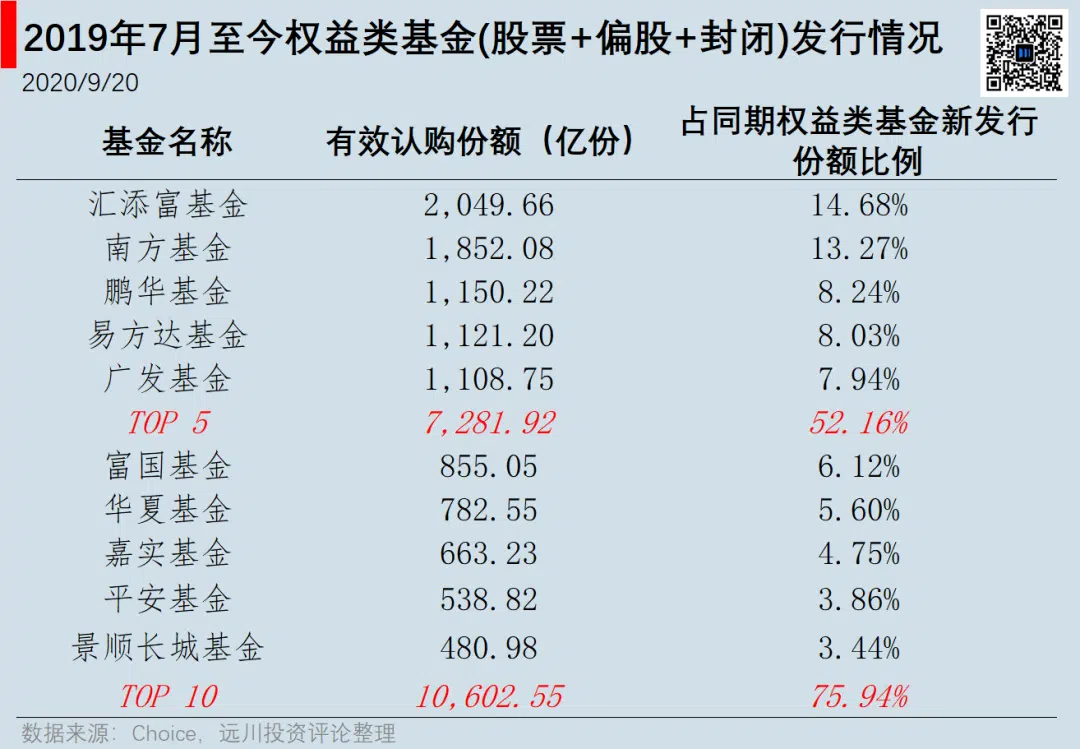 2019年7月至今权益类基金(股票+偏股+封闭)发行情况
2020/9/20
基金名称 有效认购份额（亿份） 占同期权益类基金新发行份额比例
汇添富基金 2,049.66 14.68%
南方基金 1,852.08 13.27%
鹏华基金 1,150.22 8.24%
易方达基金 1,121.20 8.03%
广发基金 1,108.75 7.94%
TOP 5 7,281.92 52.16%
富国基金 855.05 6.12%
华夏基金 782.55 5.60%
嘉实基金 663.23 4.75%
平安基金 538.82 3.86%
景顺长城基金 480.98 3.44%
TOP 10 10,602.55 75.94%
数据来源：Choice，远川投资评论整理